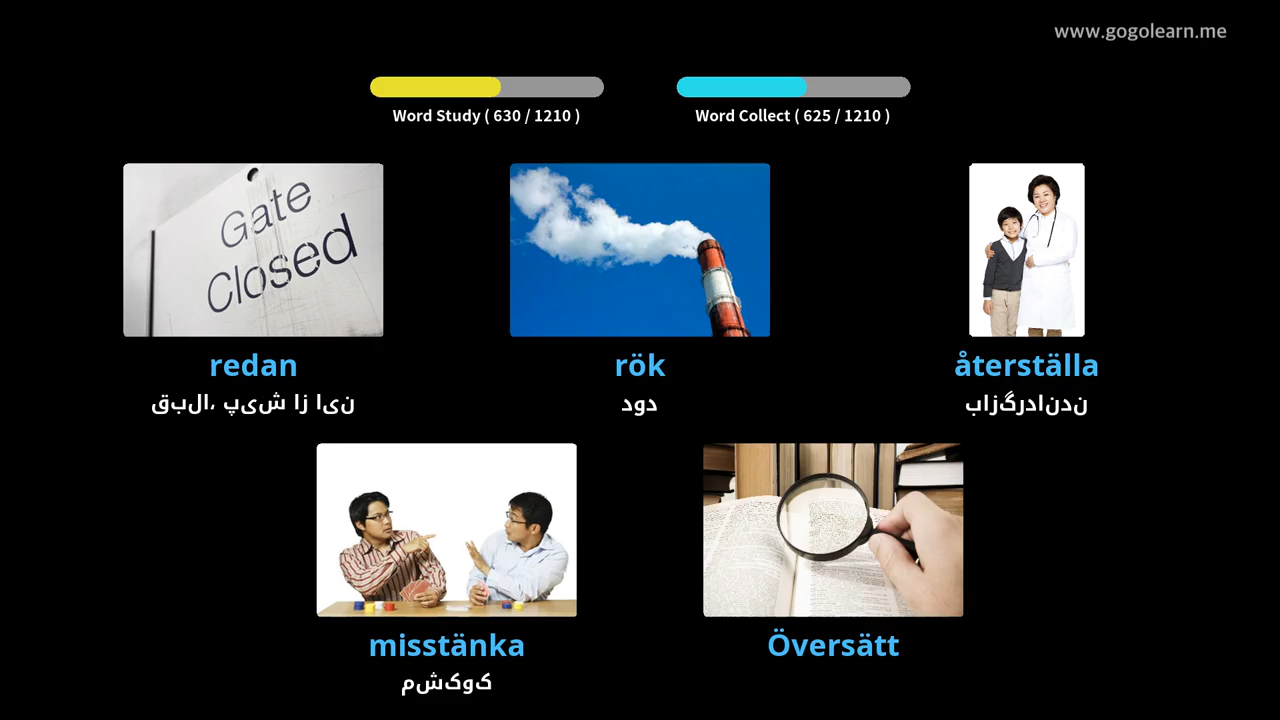 www.gogolearn.me
Word Study ( 630 / 1210 )
Word Collect ( 625 / 1210 )
Gate
Closed
redan
قبلا، پیش از این
rök
دود
återställa
بازگرداندن
misstänka
مشکوک
Översätt